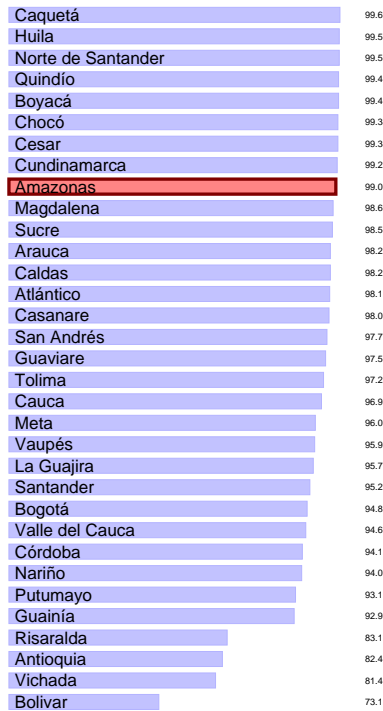 Caquetá 99.6
Huila 99.5
Norte de Santander 99.5
Quindío 99.4
Boyacá 99.4
Chocó 99.3
Cesar 99.3
Cundinamarca 99.2
Amazonas 99.0
Magdalena 98.6
Sucre 98.5
Arauca 98.2
Caldas 98.2
Atlántico 98.1
Casanare 98.0
San Andrés 97.7
Guaviare 97.5
Tolima 97.2
Cauca 96.9
Meta 96.0
Vaupés 95.9
La Guajira 95.7
Santander 95.2
Bogotá 94.8
Valle del Cauca 94.6
Córdoba 94.1
Nariño 94.0
Putumayo 93.1
Guainía 92.9
Risaralda 83.1
Antioquia 82.4
Vichada 81.4
Bolivar 73.1